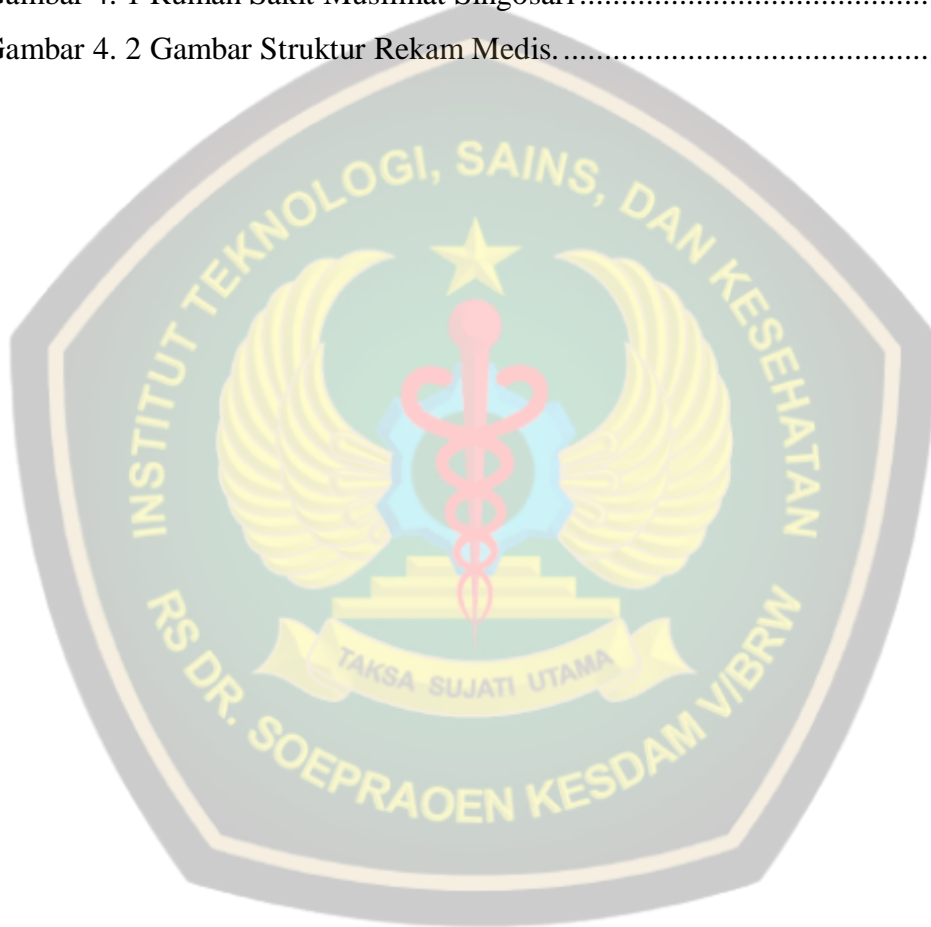 Gambar 4. 1 Rumah Sakit Muslimat Singosari........................................
Gambar 4. 2 Gambar Struktur Rekam Medis. ........................................
INSTITUT TEKNOLOGI, SAINS, DAN KESEHATAN
TAKSA SUJATI UTAMA
RS DR. SOEPRAOEN KESDAM V/BRW